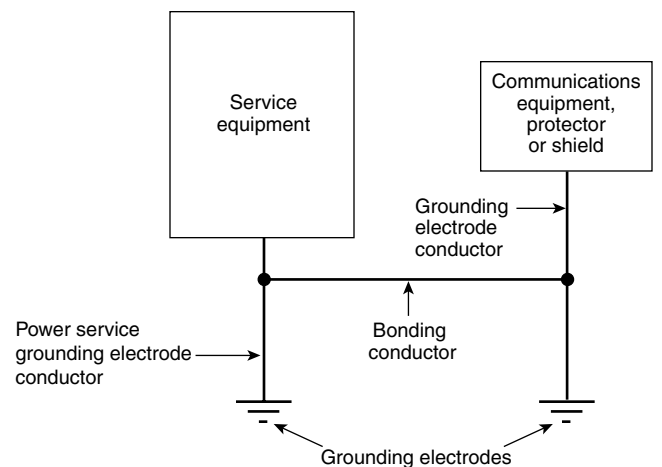 Service
equipment
Communications
equipment,
protector
or shield
Grounding
electrode
conductor
Power service
grounding electrode
conductor
Bonding
conductor
Grounding electrodes